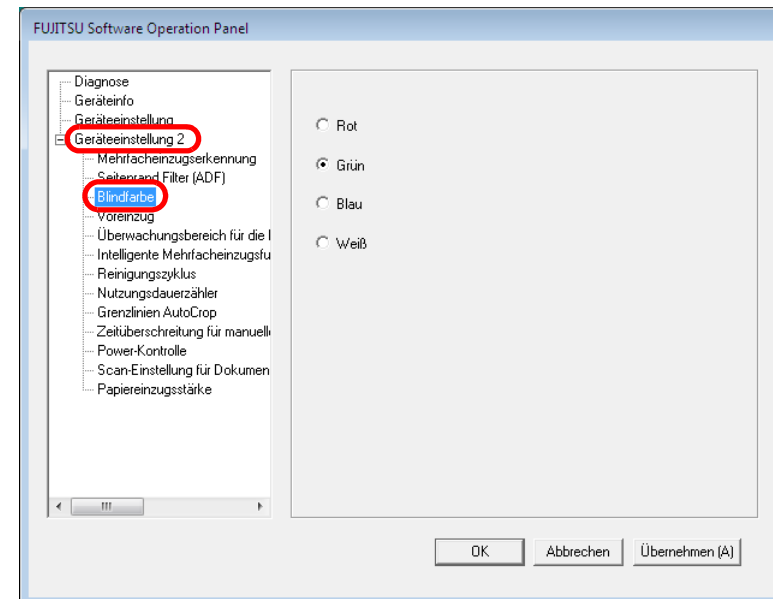 FUJITSU Software Operation Panel
Diagnose
Geräteinfo
Geräteeinstellung
Geräteeinstellung 2
Mehrfacheinzugserkennung
Seitenrand Filter (ADF)
Blindfarbe
Voreinzug
Überwachungsbereich für die
Intelligente Mehrfacheinzugsfu
Reinigungszyklus
Nutzungsdauerzähler
Grenzlinien AutoCrop
Zeitüberschreitung für manuell
Power-Kontrolle
Scan-Einstellung für Dokumen
Papiereinzugsstärke
Rot
Grün
Blau
Weiß
OK
Abbrechen
Übernehmen (A)